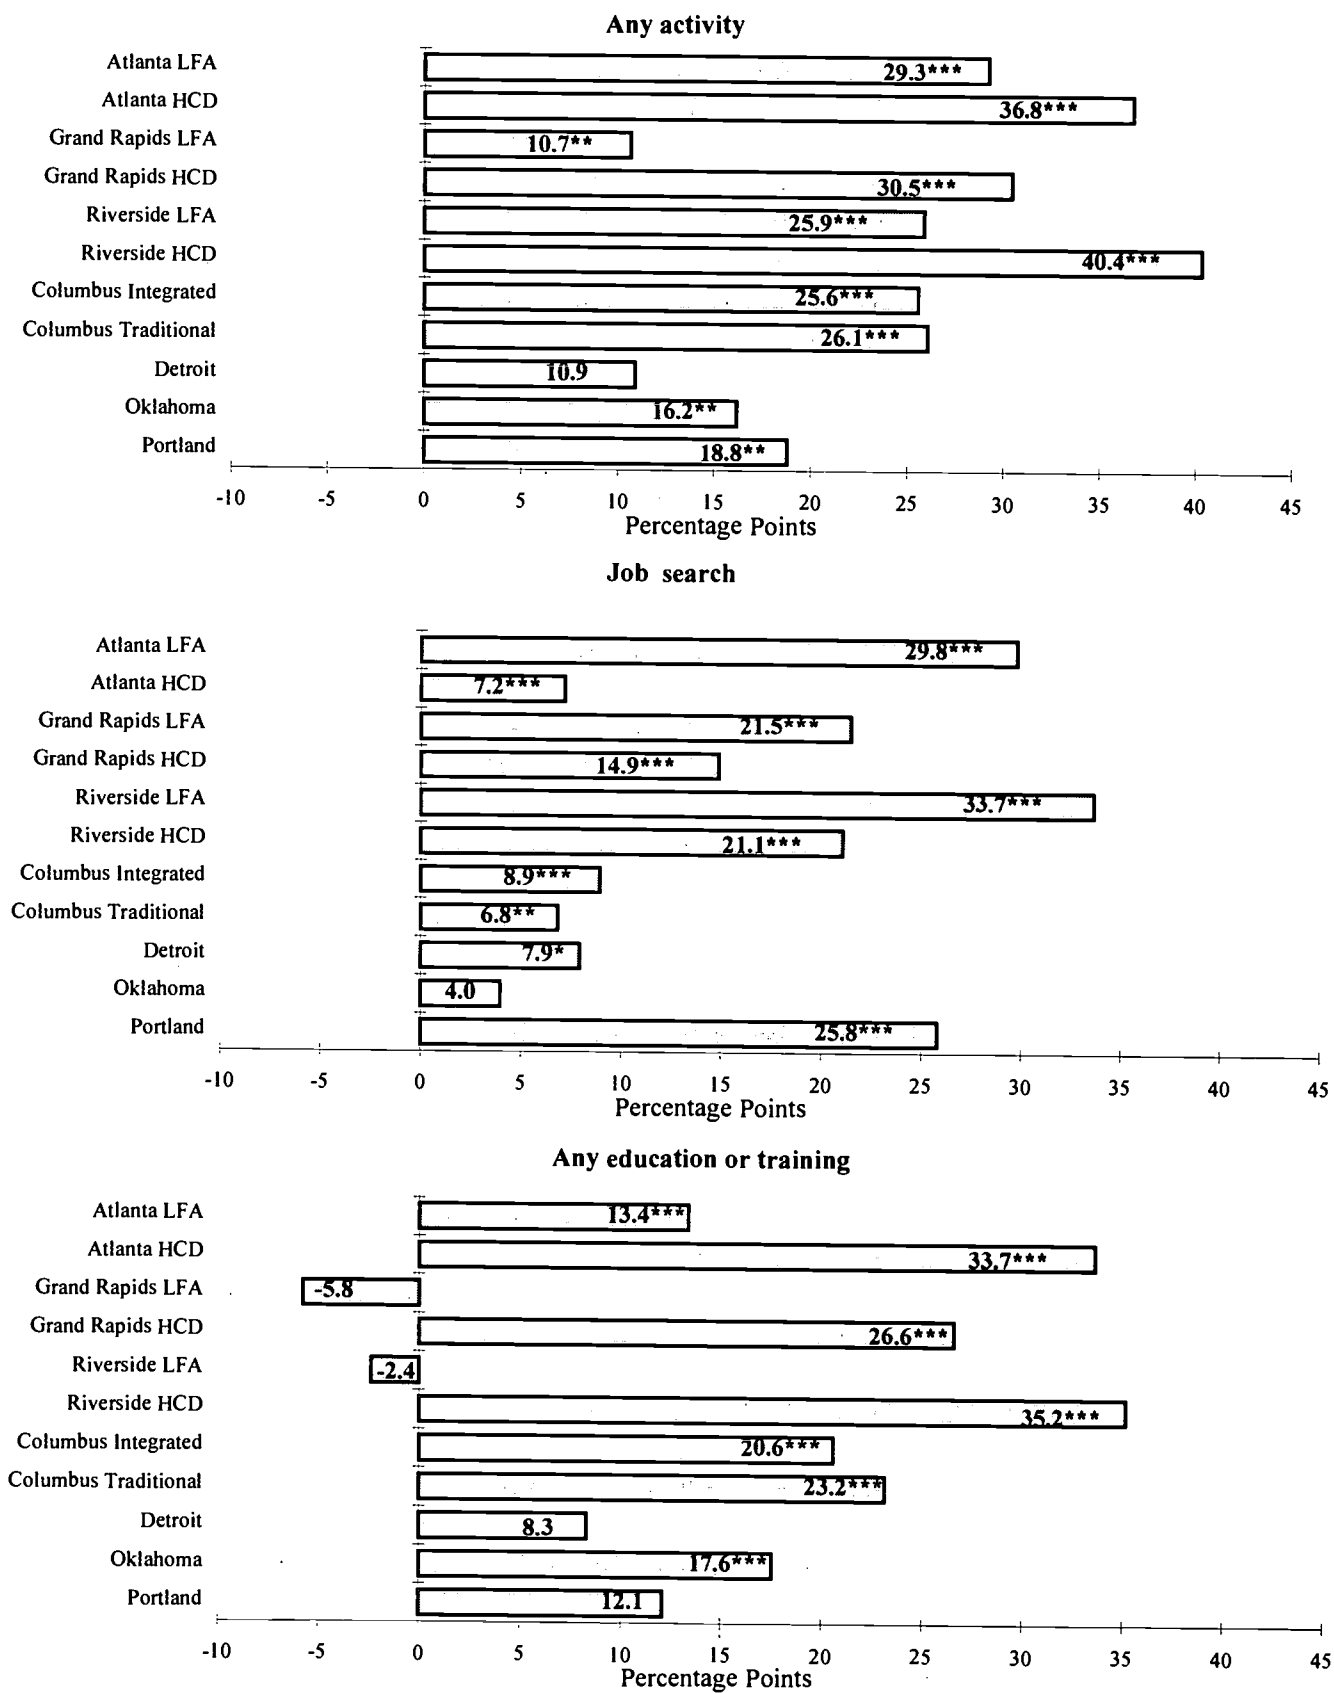 Any activity
Atlanta LFA 29.3***
Atlanta HCD 36.8***
Grand Rapids LFA 10.7**
Grand Rapids HCD 30.5***
Riverside LFA 25.9***
Riverside HCD 40.4***
Columbus Integrated 25.6***
Columbus Traditional 26.1***
Detroit 10.9
Oklahoma 16.2**
Portland 18.8**
-10 -5 0 5 10 15 20 25 30 35 40 45
Percentage Points
Job search
Atlanta LFA 29.8***
Atlanta HCD 7.2***
Grand Rapids LFA 21.5***
Grand Rapids HCD 14.9***
Riverside LFA 33.7***
Riverside HCD 21.1***
Columbus Integrated 8.9***
Columbus Traditional 6.8**
Detroit 7.9*
Oklahoma 4.0
Portland 25.8***
-10 -5 0 5 10 15 20 25 30 35 40 45
Percentage Points
Any education or training
Atlanta LFA 13.4***
Atlanta HCD 33.7***
Grand Rapids LFA -5.8
Grand Rapids HCD 26.6***
Riverside LFA -2.4
Riverside HCD 35.2***
Columbus Integrated 20.6***
Columbus Traditional 23.2***
Detroit 8.3
Oklahoma 17.6***
Portland 12.1
-10 -5 0 5 10 15 20 25 30 35 40 45
Percentage Points